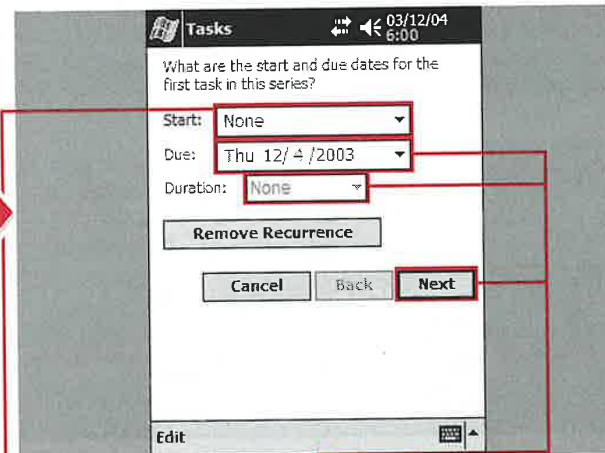 Tasks
03/12/04
6:00
What are the start and due dates for the
first task in this series?
Start: None
Due: Thu 12/ 4 /2003
Duration: None
Remove Recurrence
Cancel Back Next
Edit